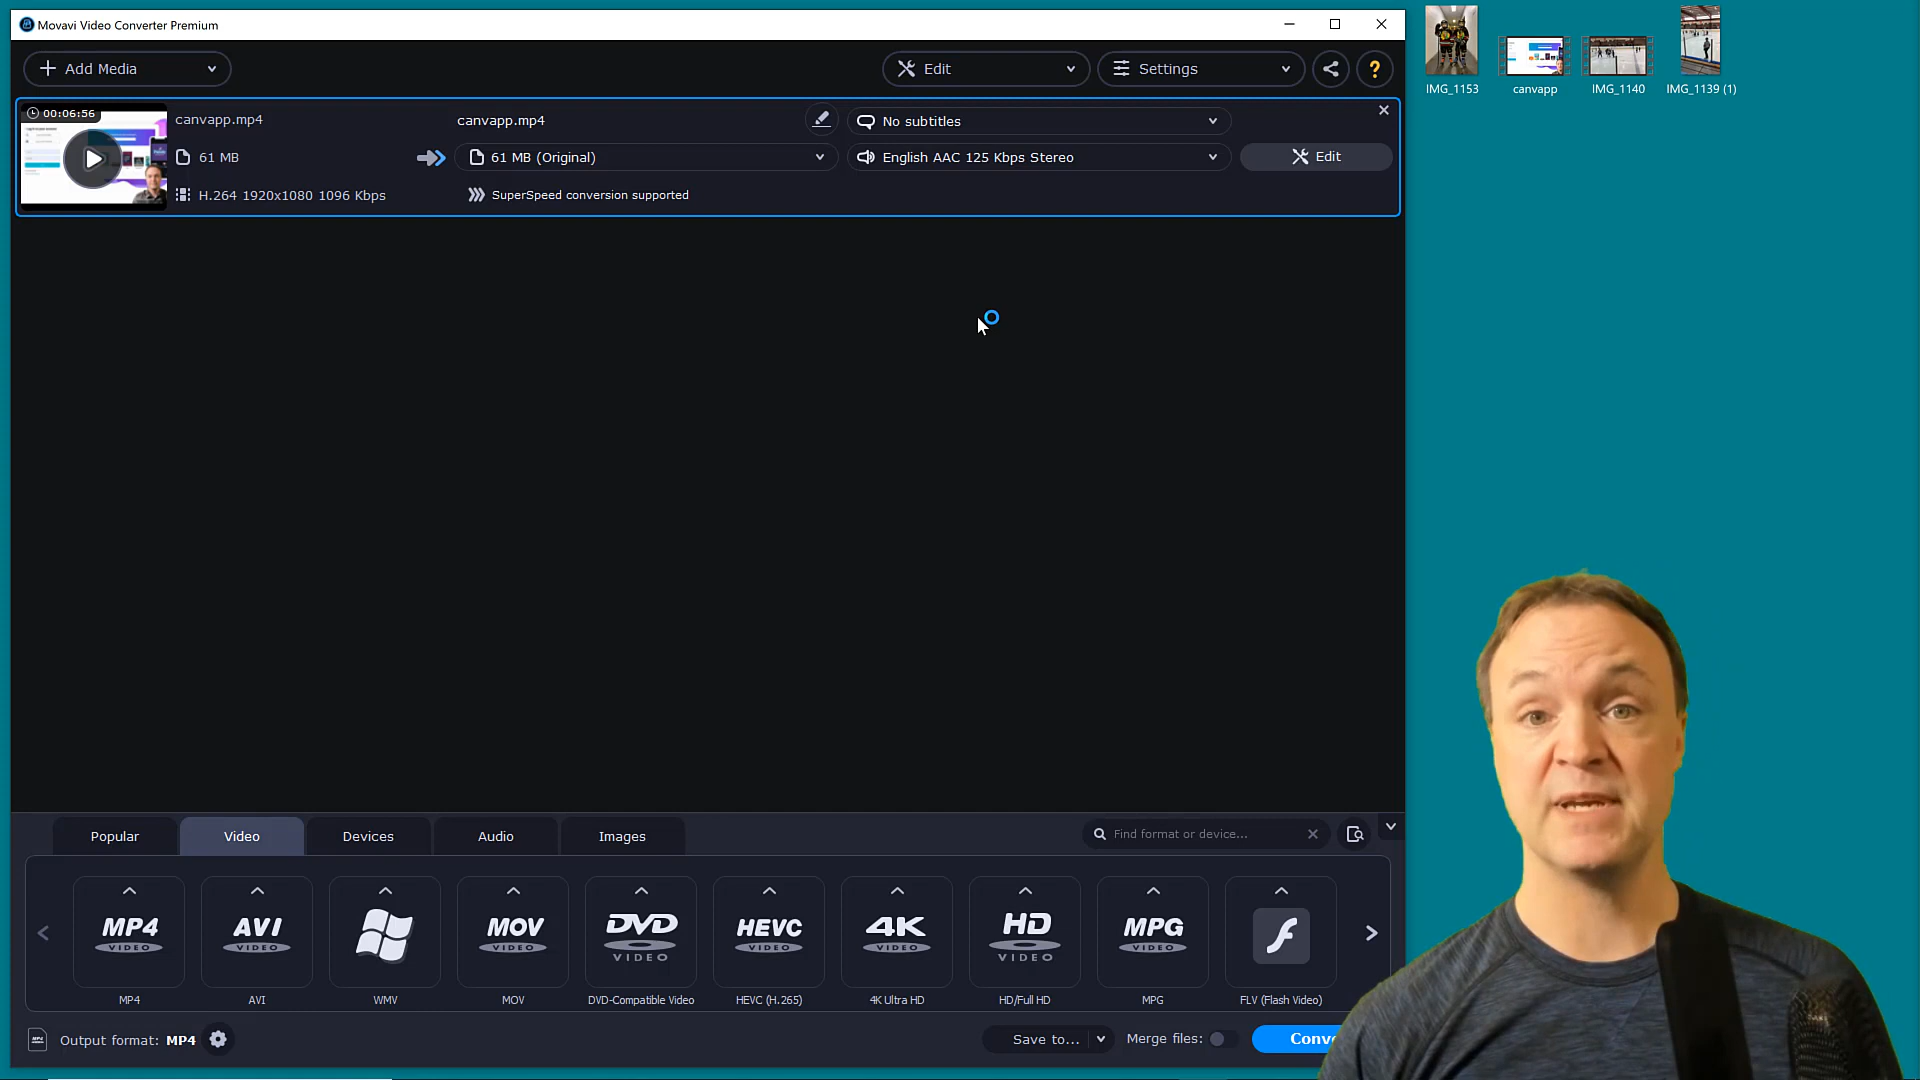 Movavi Video Converter Premium
Add Media
Edit
Settings
?
IMG_1153
canvapp
IMG_1140
IMG_1139 (1)
00:06:56
canvapp.mp4
canvapp.mp4
No subtitles
61 MB
61 MB (Original)
English AAC 125 Kbps Stereo
Edit
H.264 1920x1080 1096 Kbps
SuperSpeed conversion supported
Popular
Video
Devices
Audio
Images
Find format or device...
MP4 VIDEO
AVI VIDEO
MOV VIDEO
DVD VIDEO
HEVC VIDEO
4K VIDEO
HD VIDEO
MPG VIDEO
MP4
AVI
WMV
MOV
DVD-Compatible Video
HEVC (H.265)
4K Ultra HD
HD/Full HD
MPG
FLV (Flash Video)
Output format: MP4
Save to...
Merge files:
Conve